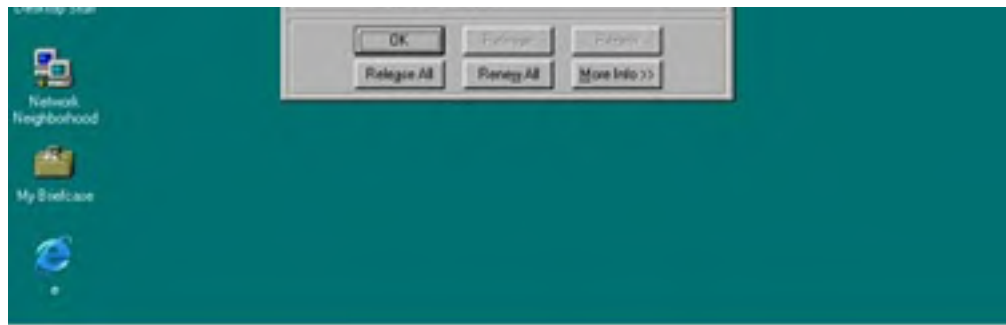 OK
Release All
Renew All
More Info >>
Network
Neighborhood
My Briefcase
e